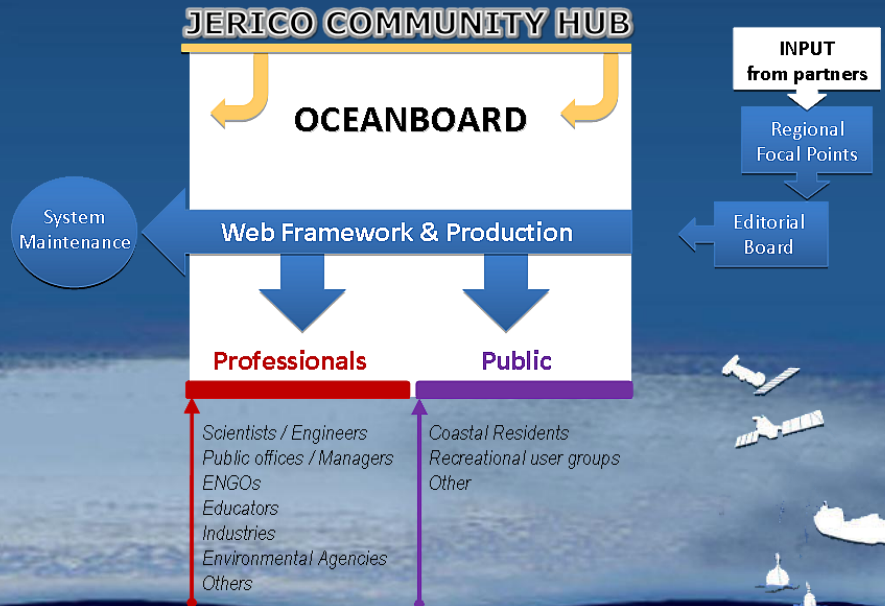 JERICO COMMUNITY HUB
OCEANBOARD
INPUT
from partners
Regional
Focal Points
Editorial
Board
System
Maintenance
Web Framework & Production
Professionals
Public
Scientists / Engineers
Public offices / Managers
ENGOs
Educators
Industries
Environmental Agencies
Others
Coastal Residents
Recreational user groups
Other